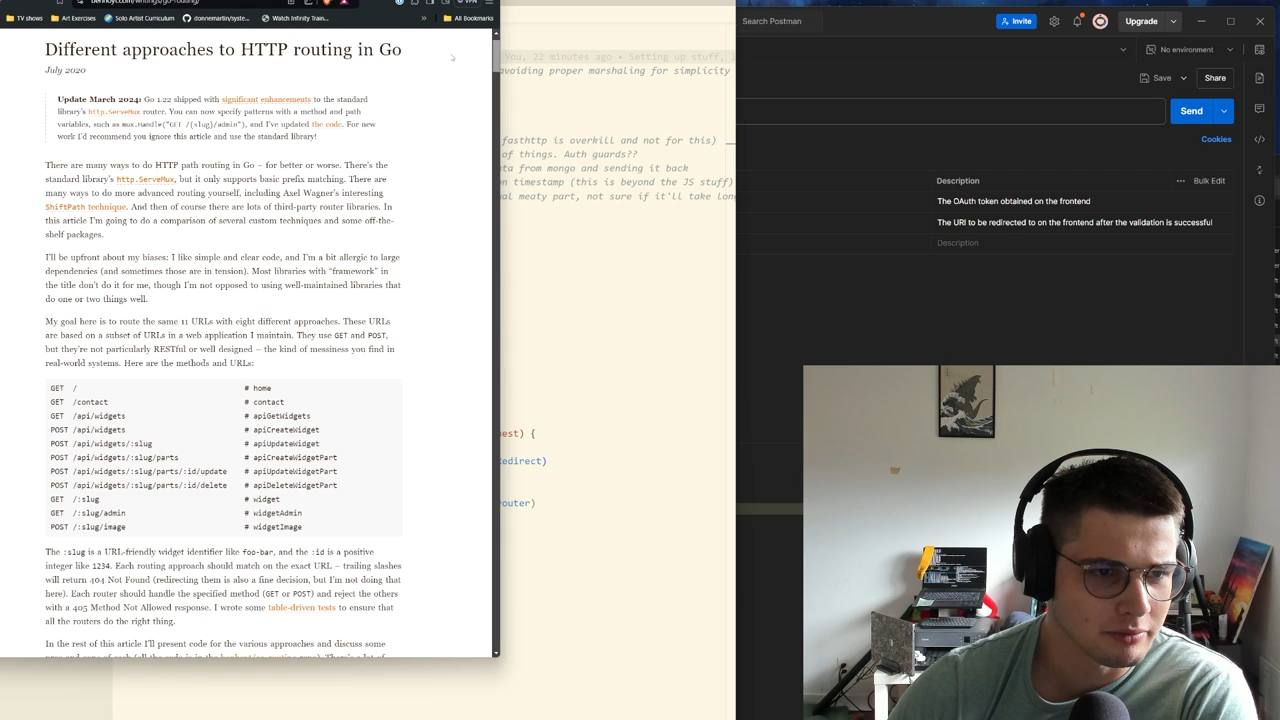 benhoyt.com/writings/go-routing/
VPN
TV shows
Blogs
Engineering
Solo Artist Curriculum
donnemartin/syste...
Watch Infinity Train...
»
All Bookmarks
Different approaches to HTTP routing in Go
July 2020
Update March 2024: Go 1.22 shipped with significant enhancements to the standard
library's http.ServeMux router. You can now specify patterns with a method and path
variables, such as mux.Handle("GET /{slug}/admin"), and I've updated the code. For new
work I'd recommend you ignore this article and use the standard library!
There are many ways to do HTTP path routing in Go – for better or worse. There's the
standard library's http.ServeMux, but it only supports basic prefix matching. There are
many ways to do more advanced routing yourself, including Axel Wagner's interesting
ShiftPath technique. And then of course there are lots of third-party router libraries. In
this article I'm going to do a comparison of several custom techniques and some off-the-
shelf packages.
I'll be upfront about my biases: I like simple and clear code, and I'm a bit allergic to large
dependencies (and sometimes those are in tension). Most libraries with "framework" in
the title don't do it for me, though I'm not opposed to using well-maintained libraries that
do one or two things well.
My goal here is to route the same 11 URLs with eight different approaches. These URLs
are based on a subset of URLs in a web application I maintain. They use GET and POST,
but they're not particularly RESTful or well designed – the kind of messiness you find in
real-world systems. Here are the methods and URLs:
GET / # home
GET /contact # contact
GET /api/widgets # apiGetWidgets
POST /api/widgets # apiCreateWidget
POST /api/widgets/:slug # apiUpdateWidget
POST /api/widgets/:slug/parts # apiCreateWidgetPart
POST /api/widgets/:slug/parts/:id/update # apiUpdateWidgetPart
POST /api/widgets/:slug/parts/:id/delete # apiDeleteWidgetPart
GET /:slug # widget
GET /:slug/admin # widgetAdmin
POST /:slug/image # widgetImage
The :slug is a URL-friendly widget identifier like foo-bar, and the :id is a positive
integer like 1234. Each routing approach should match on the exact URL – trailing slashes
will return 404 Not Found (redirecting them is also a fine decision, but I'm not doing that
here). Each router should handle the specified method (GET or POST) and reject the others
with a 405 Method Not Allowed response. I wrote some table-driven tests to ensure that
all the routers do the right thing.
In the rest of this article I'll present code for the various approaches and discuss some
You, 22 minutes ago • Setting up stuff,
avoiding proper marshaling for simplicity
fasthttp is overkill and not for this)
of things. Auth guards??
ta from mongo and sending it back
n timestamp (this is beyond the JS stuff)
al meaty part, not sure if it'll take lon
est) {
Redirect)
outer)
Search Postman
Invite
Upgrade
No environment
Save
Share
Send
Cookies
Description
Bulk Edit
The OAuth token obtained on the frontend
The URI to be redirected to on the frontend after the validation is successful
Description